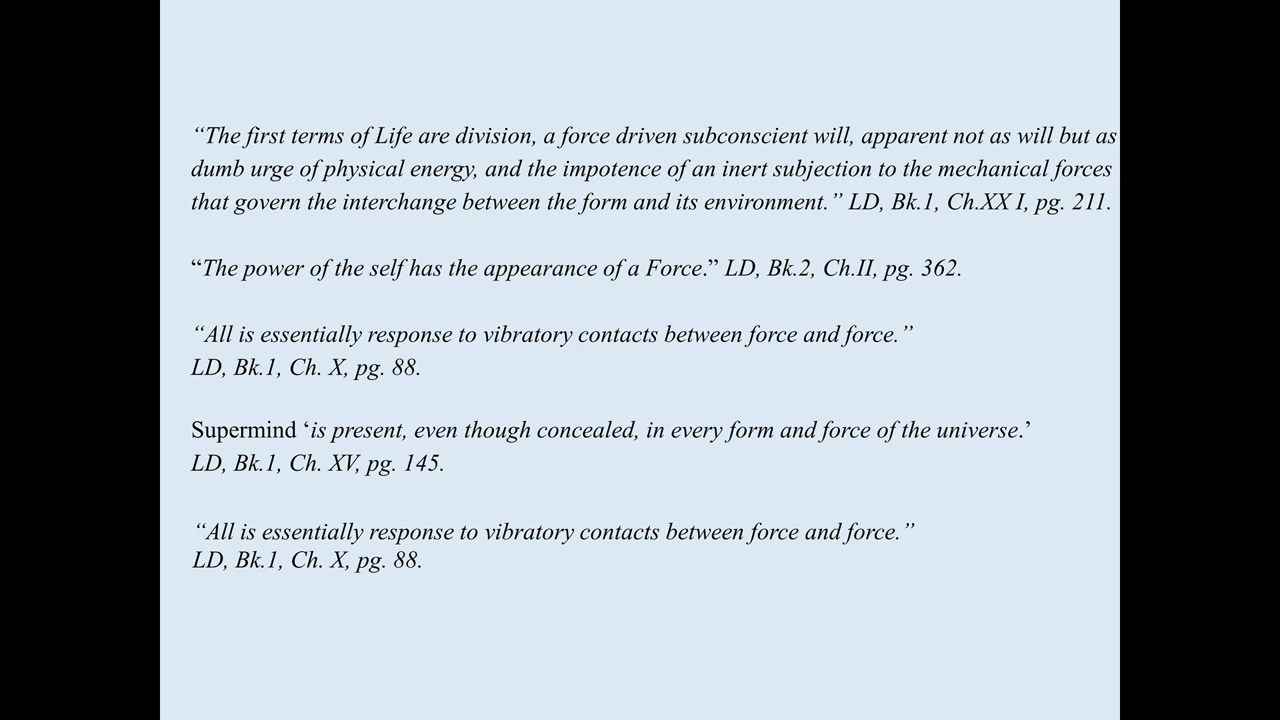 “The first terms of Life are division, a force driven subconscient will, apparent not as will but as
dumb urge of physical energy, and the impotence of an inert subjection to the mechanical forces
that govern the interchange between the form and its environment.” LD, Bk.1, Ch.XX I, pg. 211.
“The power of the self has the appearance of a Force.” LD, Bk.2, Ch.II, pg. 362.
“All is essentially response to vibratory contacts between force and force.”
LD, Bk.1, Ch. X, pg. 88.
Supermind ‘is present, even though concealed, in every form and force of the universe.’
LD, Bk.1, Ch. XV, pg. 145.
“All is essentially response to vibratory contacts between force and force.”
LD, Bk.1, Ch. X, pg. 88.